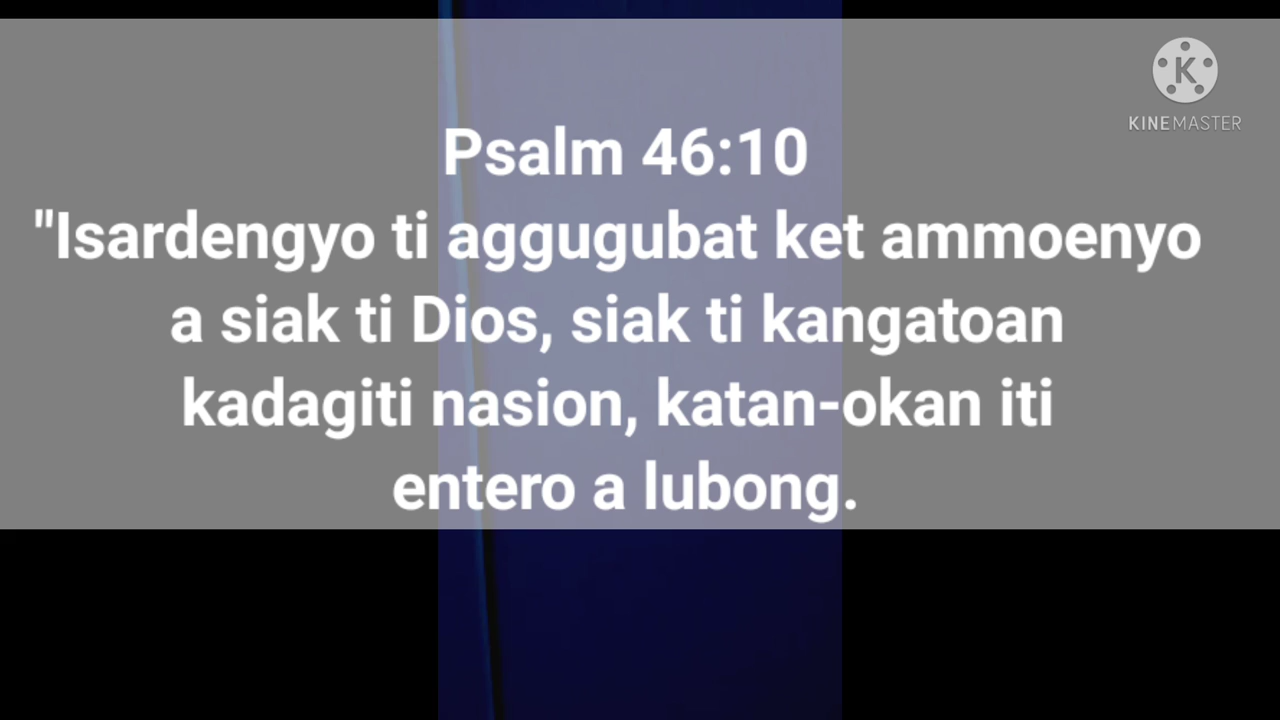 KINEMASTER
Psalm 46:10
"Isardengyo ti aggugubat ket ammoenyo
a siak ti Dios, siak ti kangatoan
kadagiti nasion, katan-okan iti
entero a lubong.